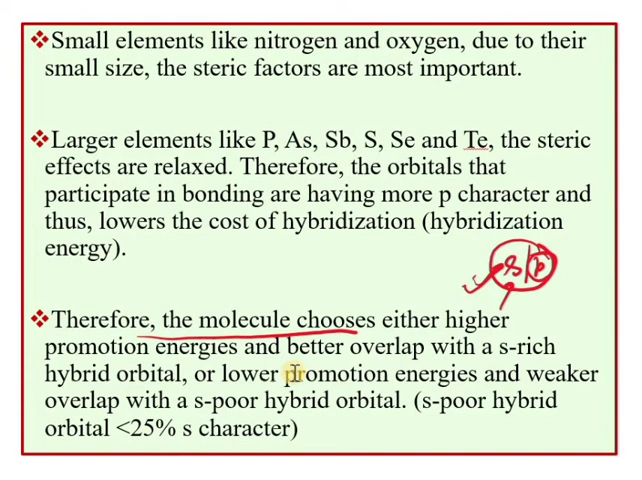 ❖Small elements like nitrogen and oxygen, due to their
small size, the steric factors are most important.
❖Larger elements like P, As, Sb, S, Se and Te, the steric
effects are relaxed. Therefore, the orbitals that
participate in bonding are having more p character and
thus, lowers the cost of hybridization (hybridization
energy).
s/p
❖Therefore, the molecule chooses either higher
promotion energies and better overlap with a s-rich
hybrid orbital, or lower promotion energies and weaker
overlap with a s-poor hybrid orbital. (s-poor hybrid
orbital <25% s character)